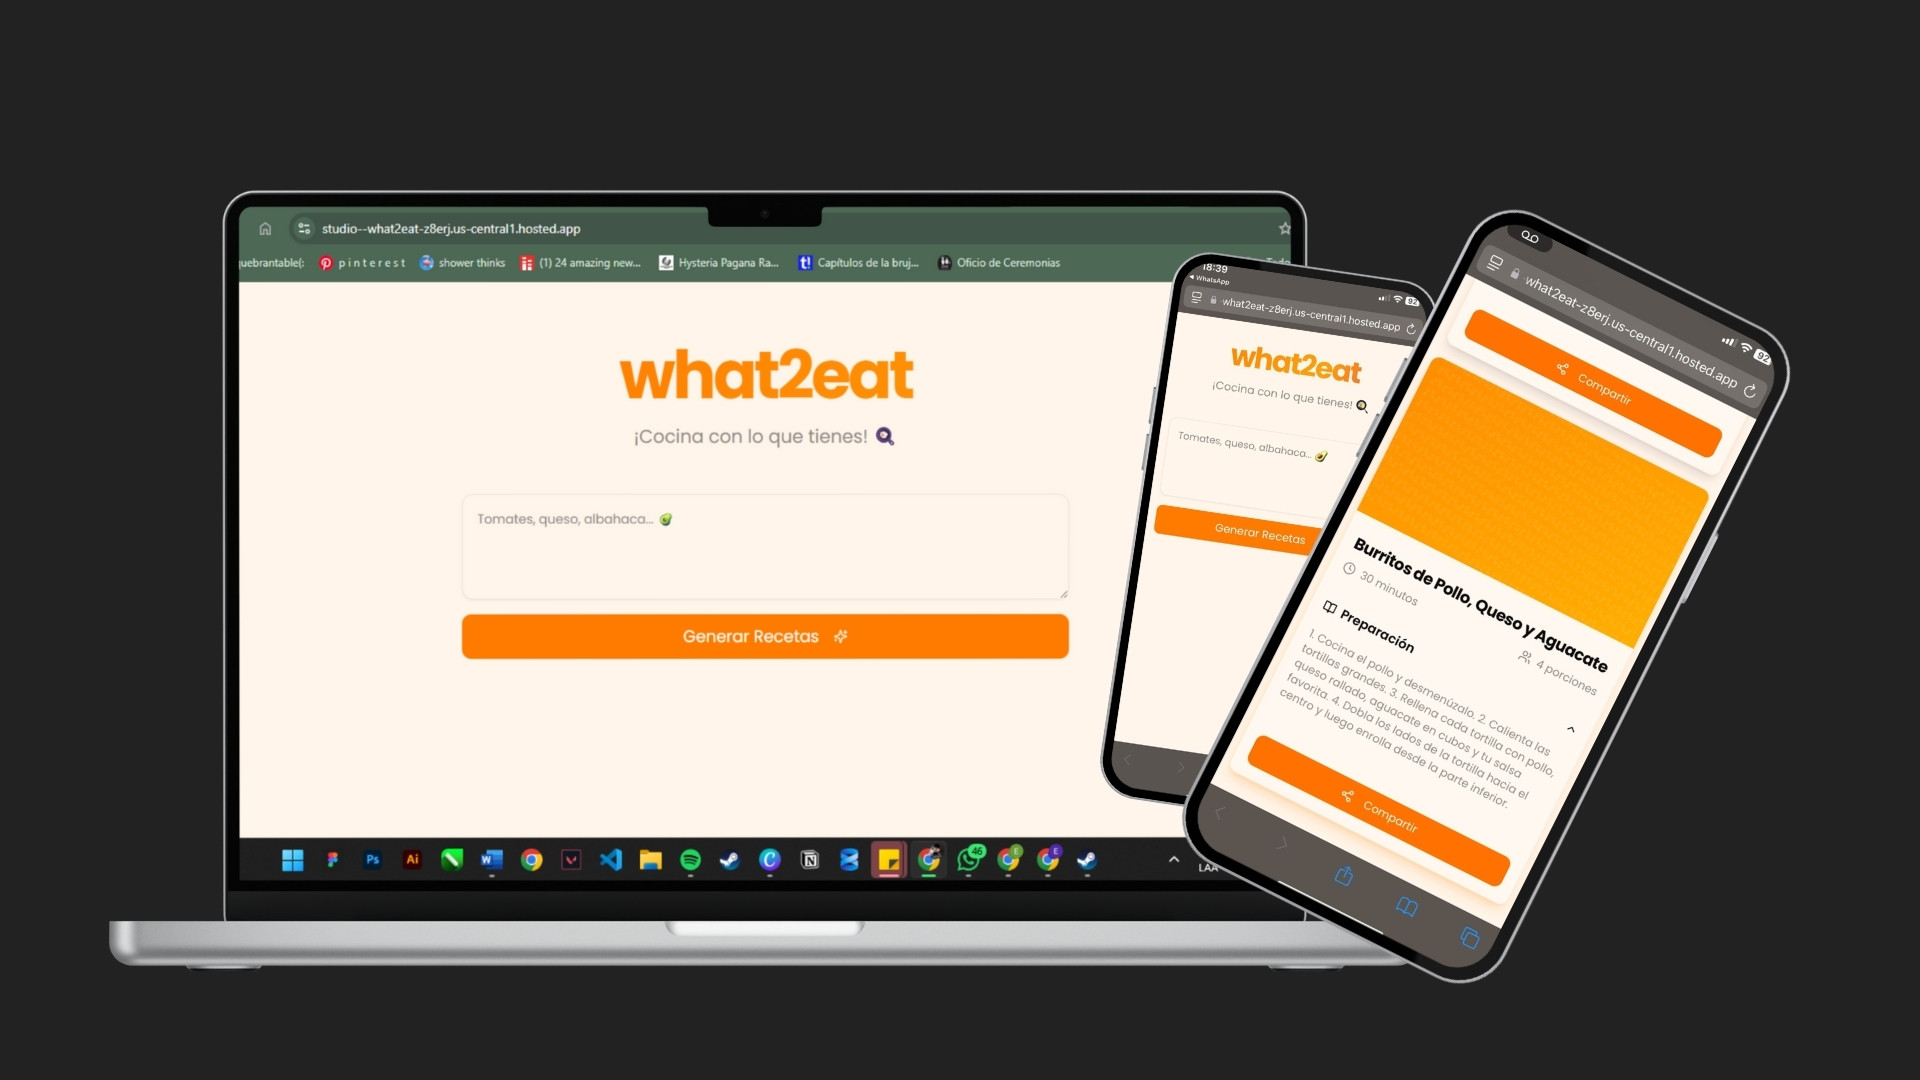 studio--what2eat-z8erj.us-central1.hosted.app
quebrantable(:
pinterest
shower thinks
(1) 24 amazing new...
Hysteria Pagana Ra...
Capítulos de la bruj...
Oficio de Ceremonias
what2eat
¡Cocina con lo que tienes!
Tomates, queso, albahaca...
Generar Recetas
Ps
Ai
46
E
E
LAA
18:39
WhatsApp
92
what2eat-z8erj.us-central1.hosted.app
what2eat
¡Cocina con lo que tienes!
Tomates, queso, albahaca...
Generar Recetas
92
what2eat-z8erj.us-central1.hosted.app
Compartir
Burritos de Pollo, Queso y Aguacate
30 minutos
4 porciones
Preparación
1. Cocina el pollo y desmenúzalo. 2. Calienta las
tortillas grandes. 3. Rellena cada tortilla con pollo,
queso rallado, aguacate en cubos y tu salsa
favorita. 4. Dobla los lados de la tortilla hacia el
centro y luego enrolla desde la parte inferior.
Compartir